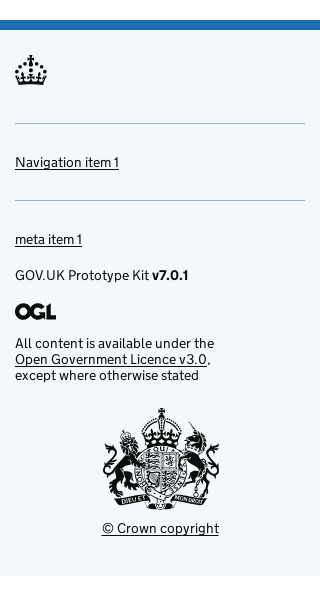 Navigation item 1
meta item 1
GOV.UK Prototype Kit v7.0.1
OGL
All content is available under the
Open Government Licence v3.0,
except where otherwise stated
DIEU ET MON DROIT
© Crown copyright